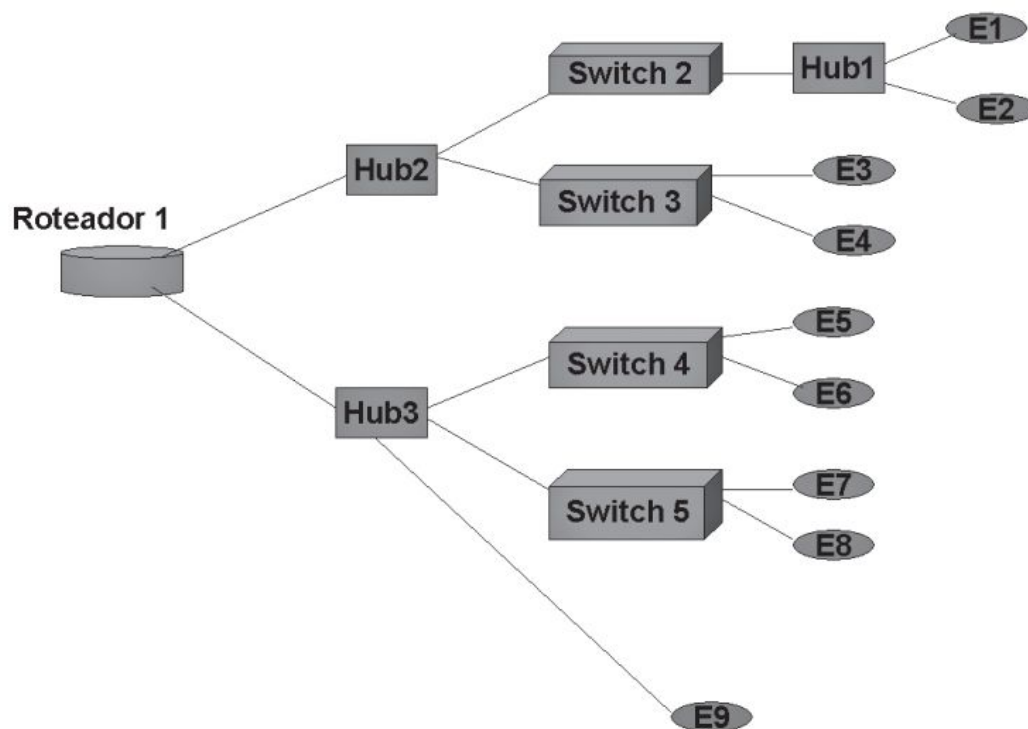 E1
Switch 2
Hub1
E2
Hub2
E3
Switch 3
Roteador 1
E4
E5
Switch 4
E6
Hub3
E7
Switch 5
E8
E9